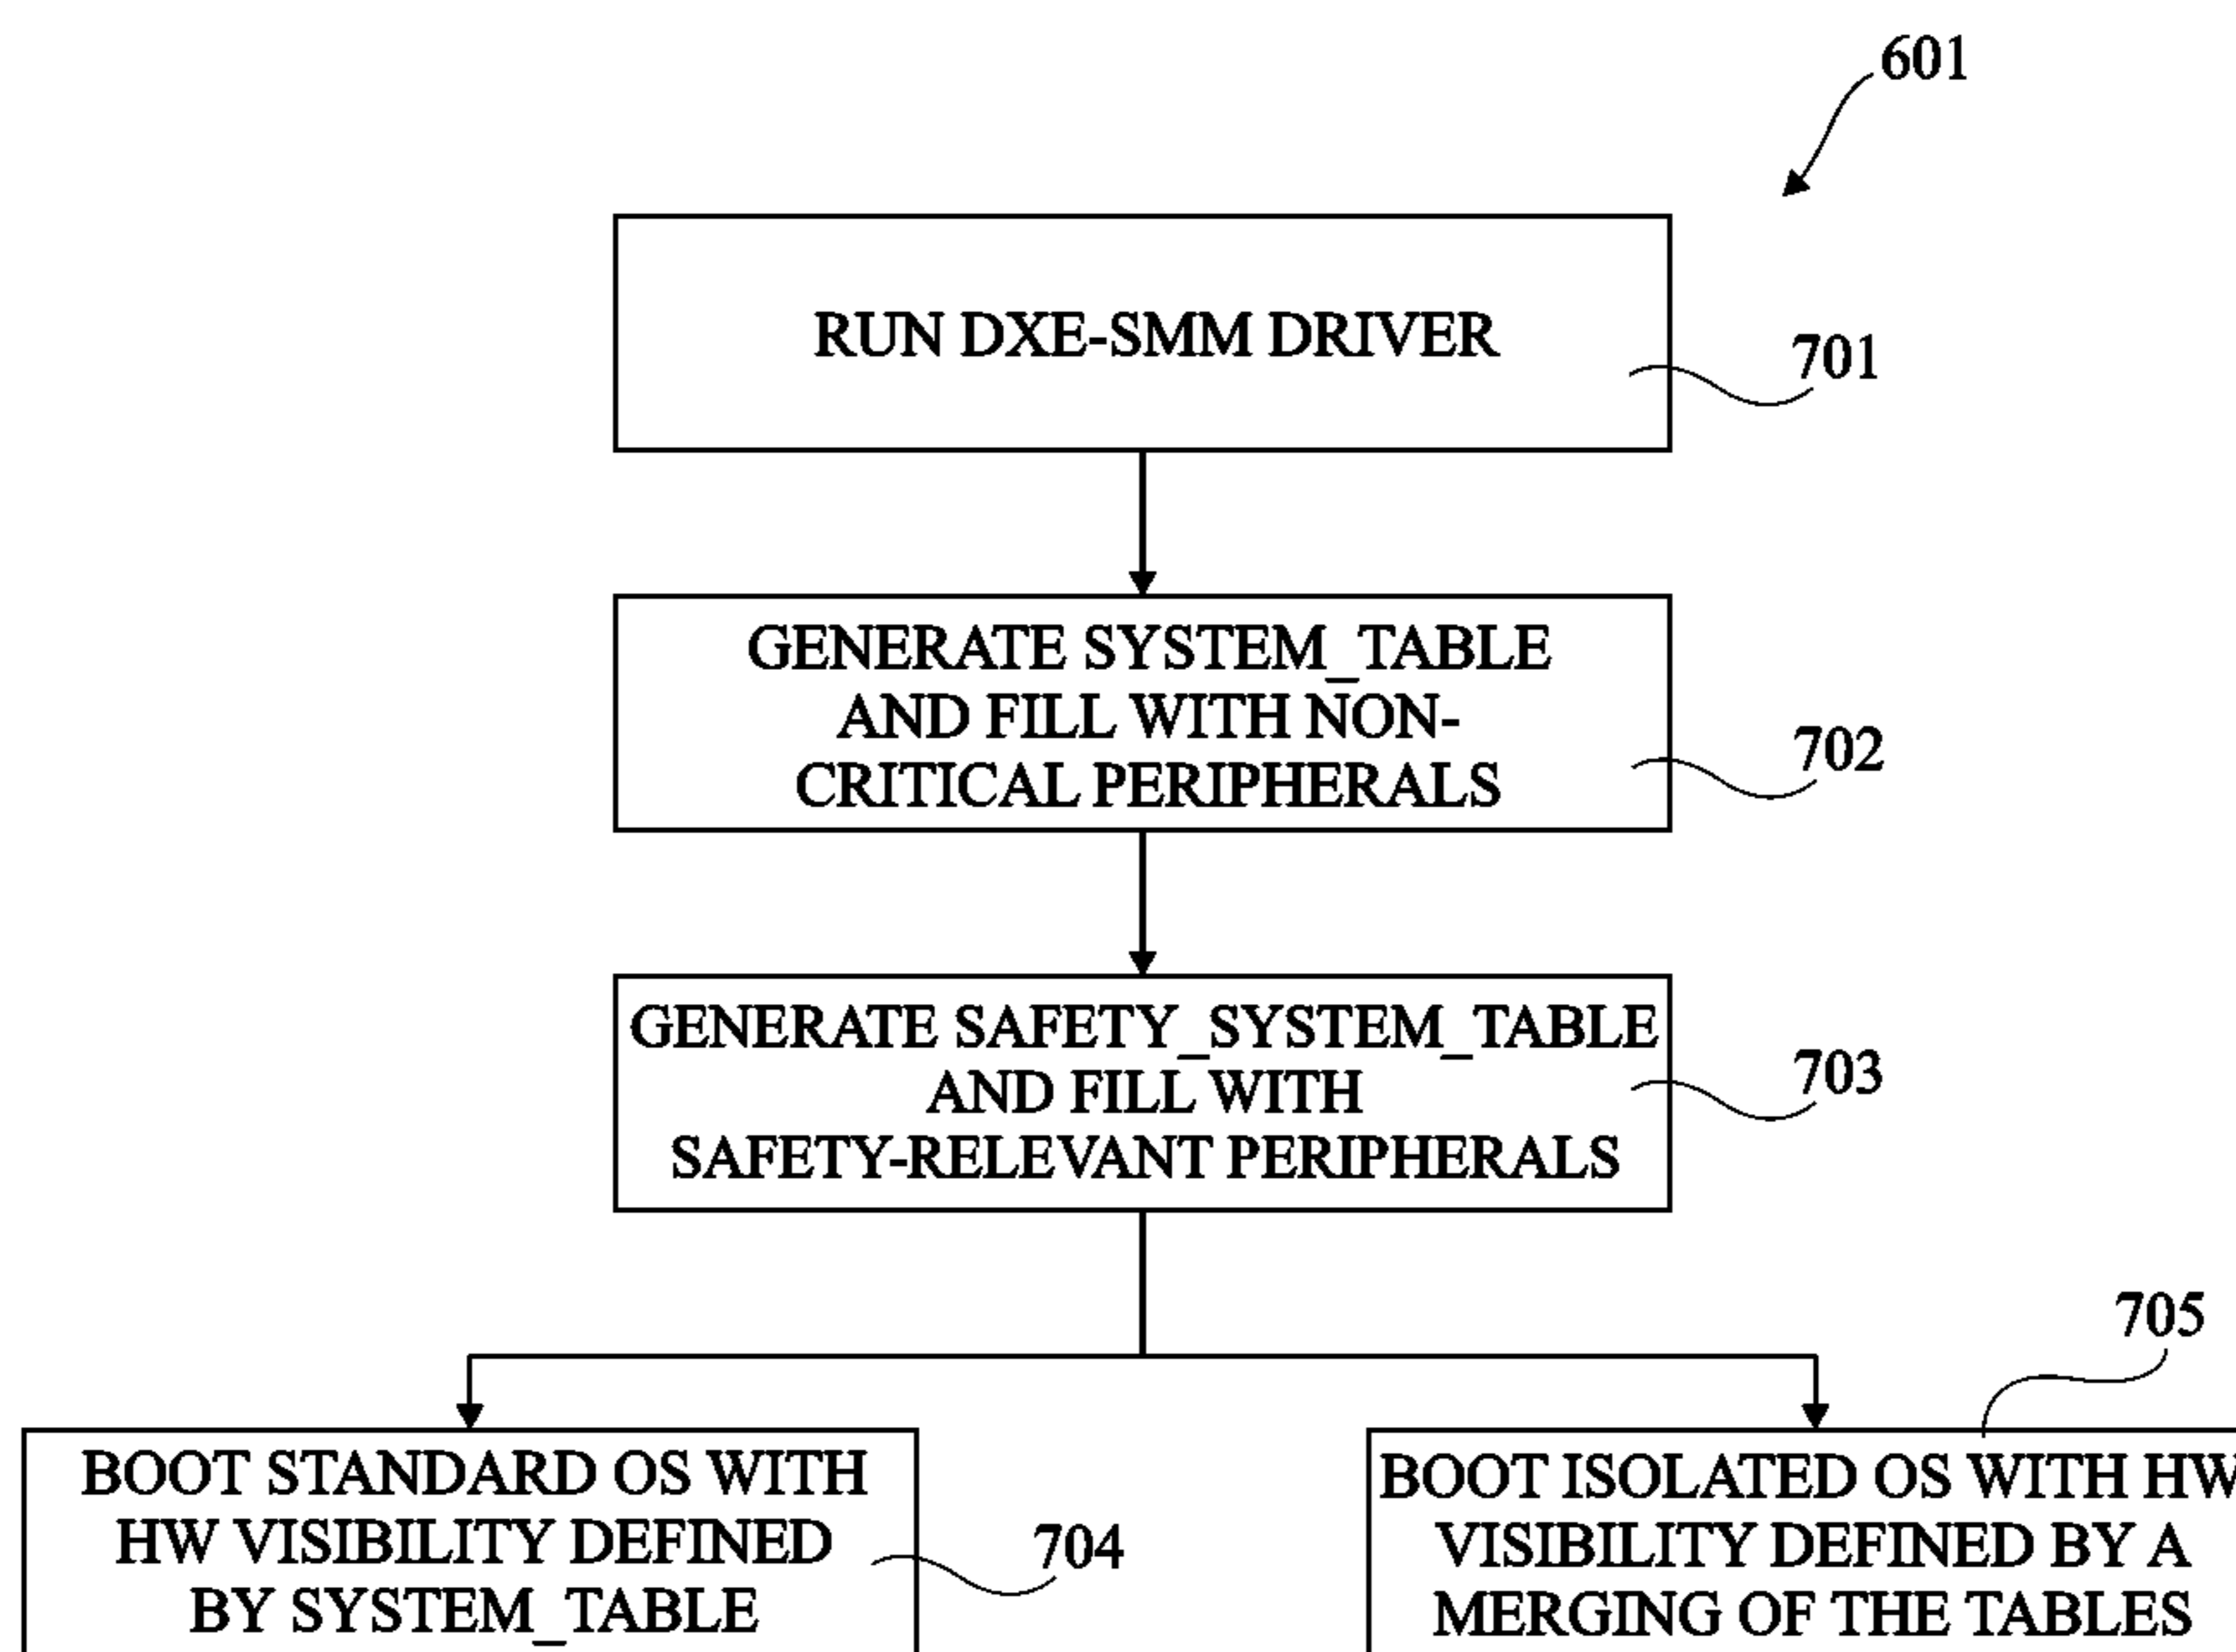 601
RUN DXE-SMM DRIVER
701
GENERATE SYSTEM_TABLE
AND FILL WITH NON-
CRITICAL PERIPHERALS
702
GENERATE SAFETY_SYSTEM_TABLE
AND FILL WITH
SAFETY-RELEVANT PERIPHERALS
703
BOOT STANDARD OS WITH
HW VISIBILITY DEFINED
BY SYSTEM_TABLE
704
705
BOOT ISOLATED OS WITH HW
VISIBILITY DEFINED BY A
MERGING OF THE TABLES